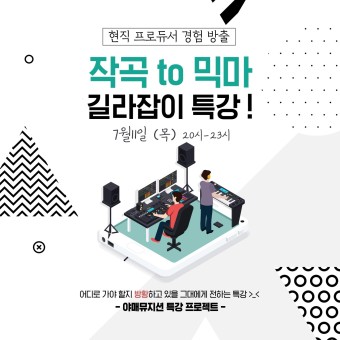 현직 프로듀서 경험 방출
작곡 to 믹마
길라잡이 특강 !
7월11일 (목) 20시-23시
어디로 가야 할지 방황하고 있을 그대에게 전하는 특강 >_<
- 야매뮤지션 특강 프로젝트 -